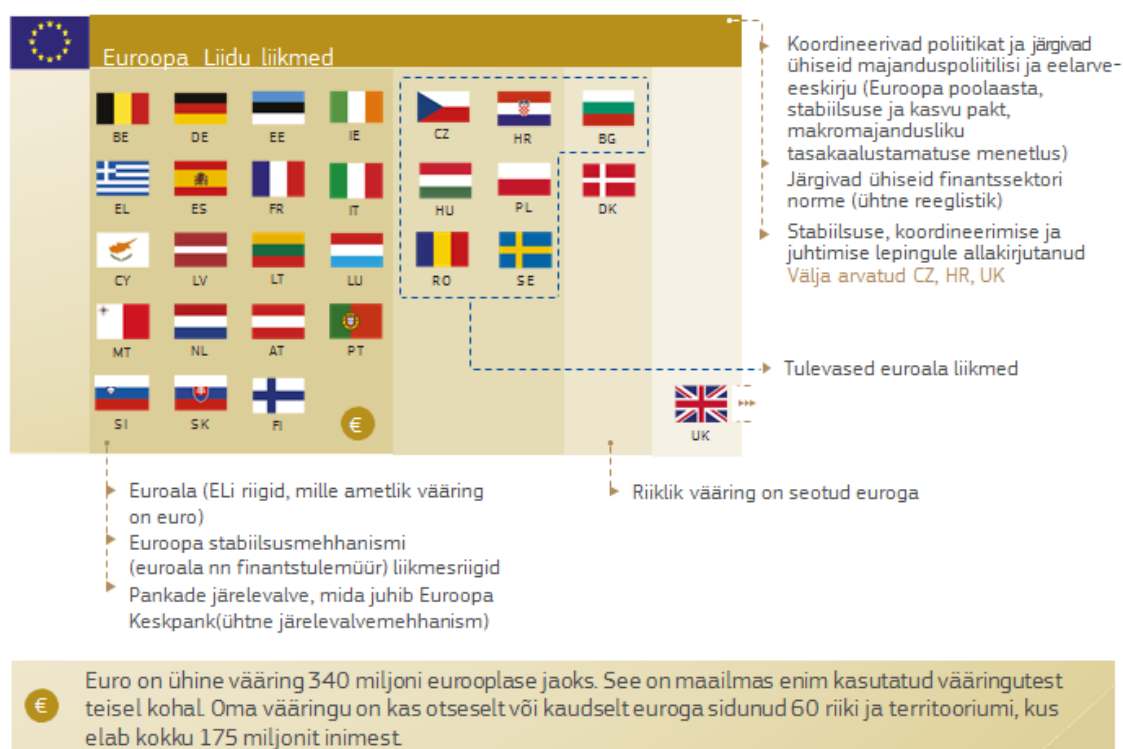 Euroopa Liidu liikmed
BE DE EE IE CZ HR BG
EL ES FR IT HU PL DK
CY LV LT LU RO SE
MT NL AT PT
SI SK FI € UK
Koordineerivad poliitikat ja järgivad
ühiseid majanduspoliitilisi ja eelarve-
eeskirju (Euroopa poolaasta,
stabiilsuse ja kasvu pakt,
makromajandusliku
tasakaalustamatuse menetlus)
Järgivad ühiseid finantssektori
norme (ühtne reeglistik)
Stabiilsuse, koordineerimise ja
juhtimise lepingule allakirjutanud
Välja arvatud CZ, HR, UK
Tulevased euroala liikmed
Euroala (ELi riigid, mille ametlik vääring
on euro)
Euroopa stabiilsusmehhanismi
(euroala nn finantstulemüür) liikmesriigid
Pankade järelevalve, mida juhib Euroopa
Keskpank(ühtne järelevalvemehhanism)
Riiklik vääring on seotud euroga
€
Euro on ühine vääring 340 miljoni eurooplase jaoks. See on maailmas enim kasutatud vääringutest
teisel kohal. Oma vääringu on kas otseselt või kaudselt euroga sidunud 60 riiki ja territooriumi, kus
elab kokku 175 miljonit inimest.